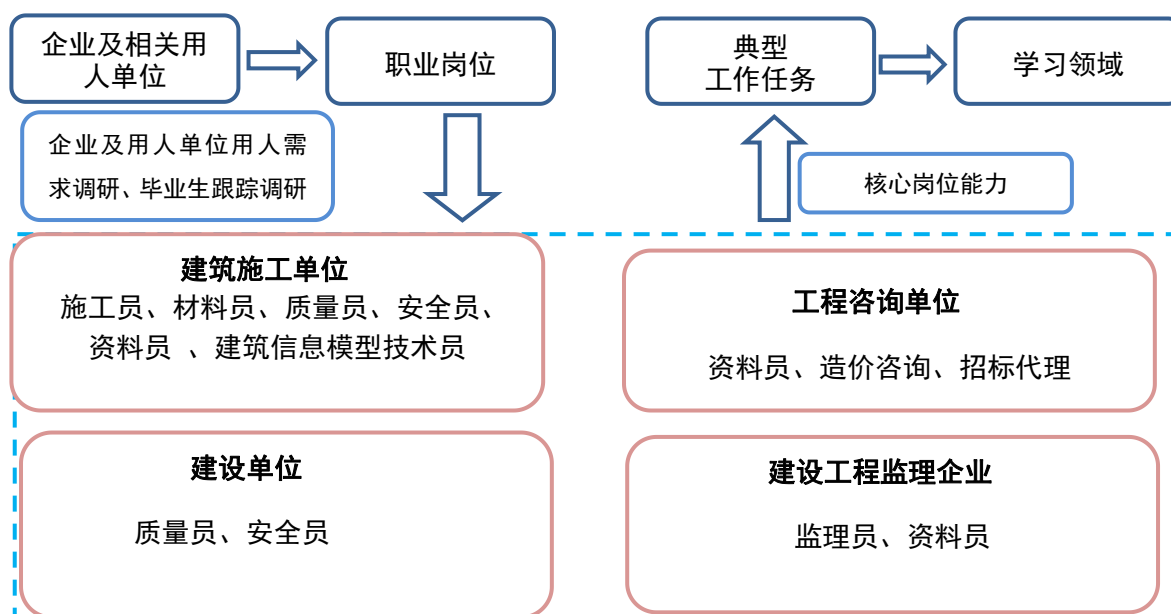 企业及相关用
人单位
职业岗位
典型
工作任务
学习领域
企业及用人单位用人需
求调研、毕业生跟踪调研
核心岗位能力
建筑施工单位
施工员、材料员、质量员、安全员、
资料员 、建筑信息模型技术员
工程咨询单位
资料员、造价咨询、招标代理
建设单位
质量员、安全员
建设工程监理企业
监理员、资料员